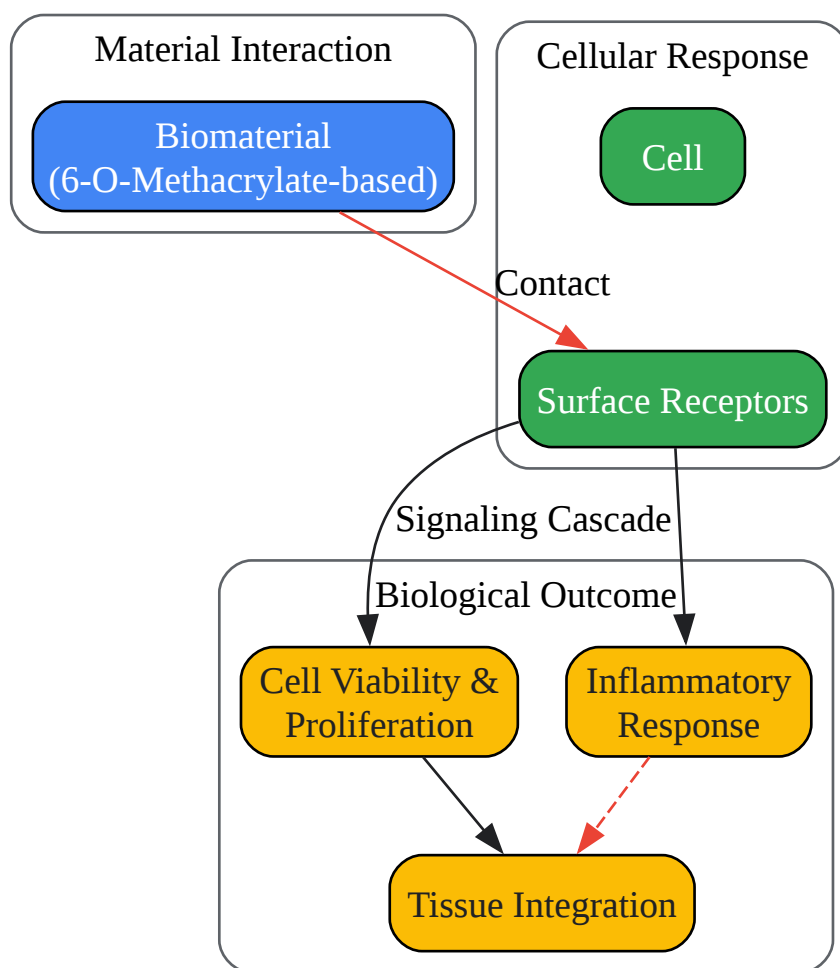 Material Interaction
Cellular Response
Biomaterial
(6-O-Methacrylate-based)
Cell
Contact
Surface Receptors
Signaling Cascade
Biological Outcome
Cell Viability &
Proliferation
Inflammatory
Response
Tissue Integration